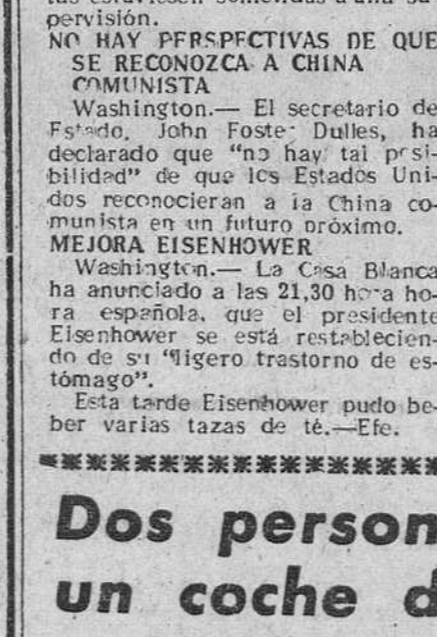 pervisión.
NO HAY PERSPECTIVAS DE QUE
SE RECONOZCA A CHINA
COMUNISTA
Washington.— El secretario de
Estado, John Foster Dulles, ha
declarado que "no hay tal posi-
bilidad" de que los Estados Uni-
dos reconocieran a la China co-
munista en un futuro próximo.
MEJORA EISENHOWER
Washington.— La Casa Blanca
ha anunciado a las 21,30 hora ho-
ra española, que el presidente
Eisenhower se está restablecien-
do de su "ligero trastorno de es-
tómago".
Esta tarde Eisenhower pudo be-
ber varias tazas de té.—Efe.
Dos person
un coche d